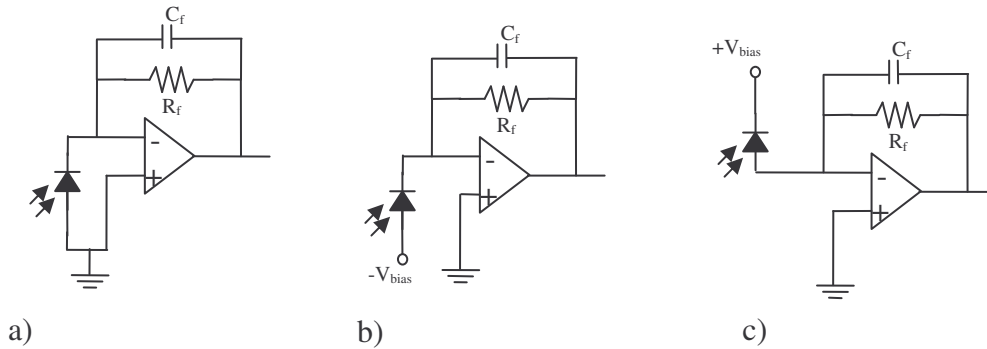 C_f
R_f
-
+
a)
C_f
R_f
-
+
-V_bias
b)
+V_bias
C_f
R_f
-
+
c)